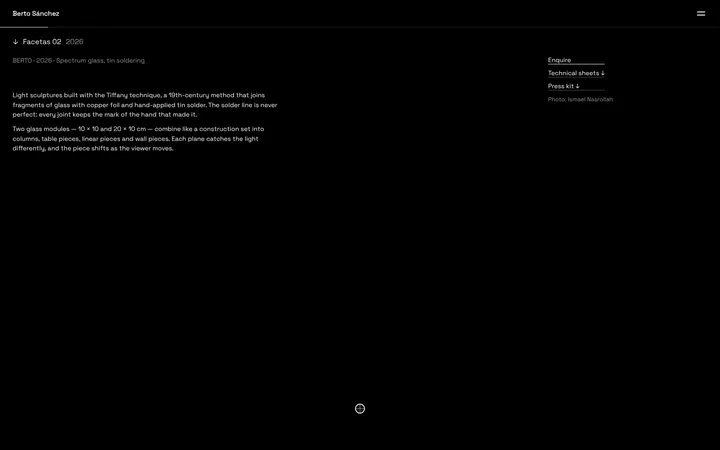 Berto Sánchez
↓ Facetas 02 2026
BERTO · 2026 · Spectrum glass, tin soldering
Enquire
Technical sheets ↓
Press kit ↓
Photo: Ismael Nasrollah
Light sculptures built with the Tiffany technique, a 19th-century method that joins
fragments of glass with copper foil and hand-applied tin solder. The solder line is never
perfect: every joint keeps the mark of the hand that made it.
Two glass modules — 10 × 10 and 20 × 10 cm — combine like a construction set into
columns, table pieces, linear pieces and wall pieces. Each plane catches the light
differently, and the piece shifts as the viewer moves.